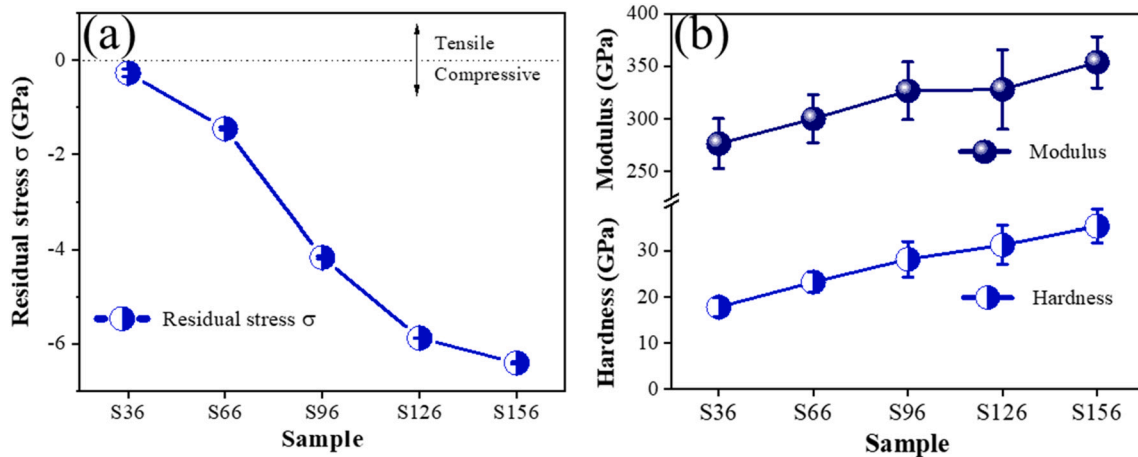 (a)
Tensile
Compressive
Residual stress σ (GPa)
0
-2
-4
-6
Residual stress σ
S36 S66 S96 S126 S156
Sample
(b)
Modulus (GPa)
400
350
300
250
Modulus
Hardness (GPa)
30
20
10
0
Hardness
S36 S66 S96 S126 S156
Sample